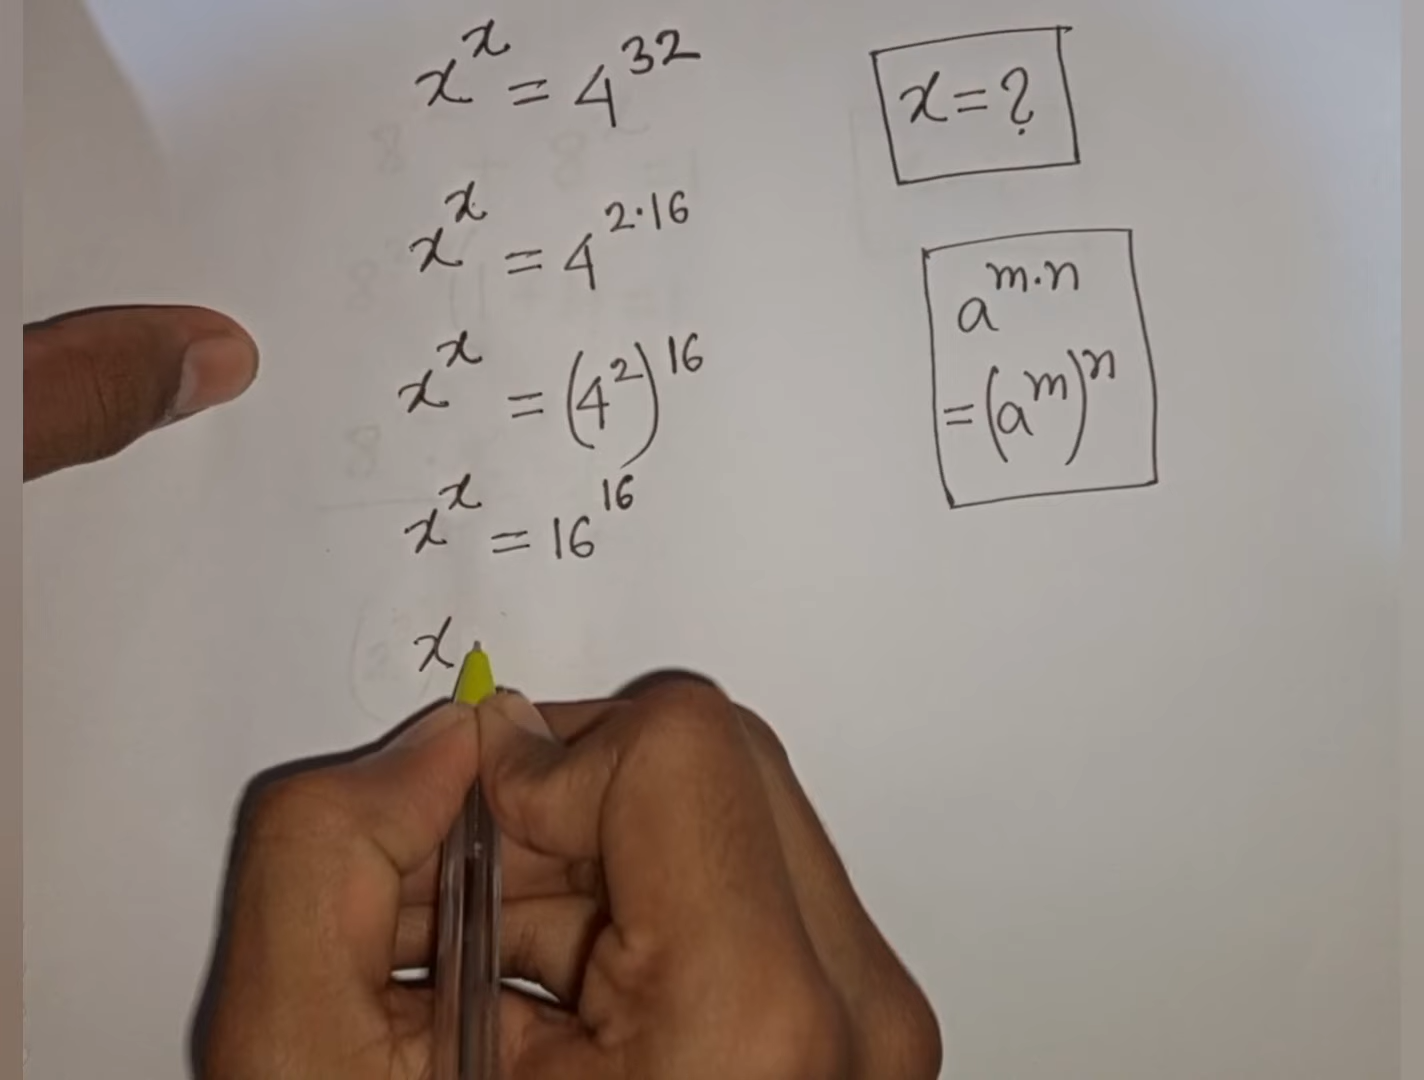 x^x = 4^32
x = ?
x^x = 4^2·16
a^m·n
x^x = (4^2)^16
= (a^m)^n
x^x = 16^16
x